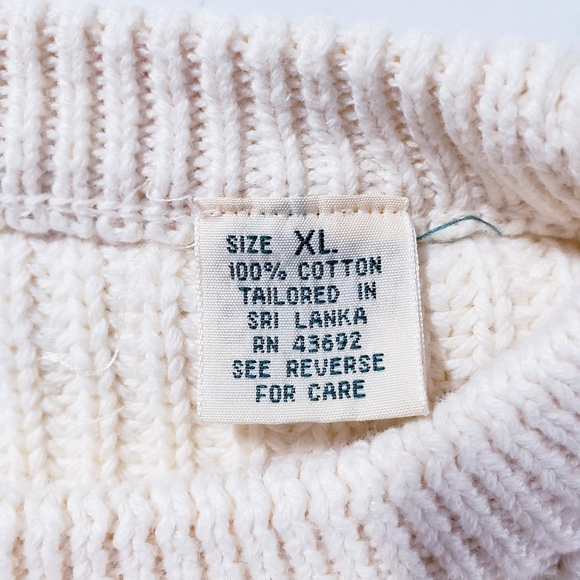 SIZE XL.
100% COTTON
TAILORED IN
SRI LANKA
RN 43692
SEE REVERSE
FOR CARE